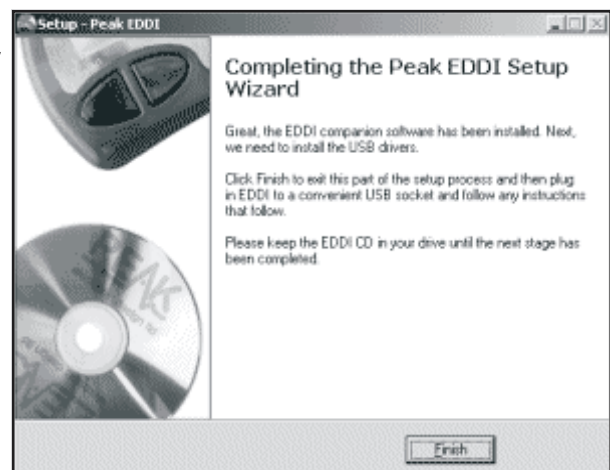 Setup - Peak EDDI
Completing the Peak EDDI Setup
Wizard
Great, the EDDI companion software has been installed. Next,
we need to install the USB drivers.
Click Finish to exit this part of the setup process and then plug
in EDDI to a convenient USB socket and follow any instructions
that follow.
Please keep the EDDI CD in your drive until the next stage has
been completed.
PEAK
Finish